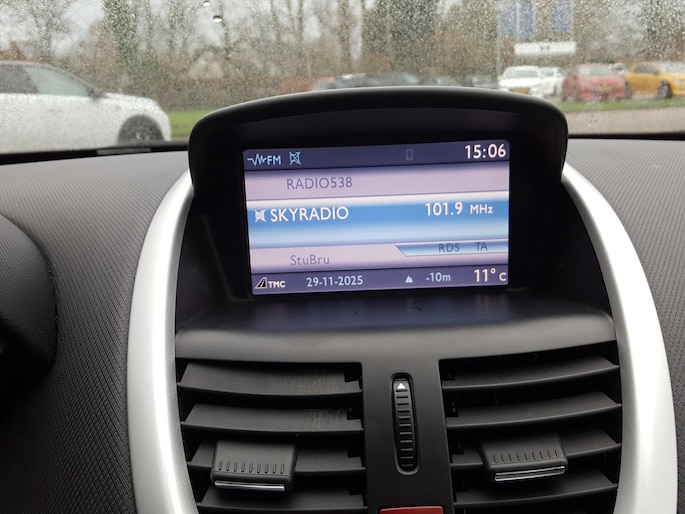 FM 15:06
RADIO538
SKYRADIO 101.9 MHz
RDS TA
StuBru
TMC 29-11-2025 -10m 11°C